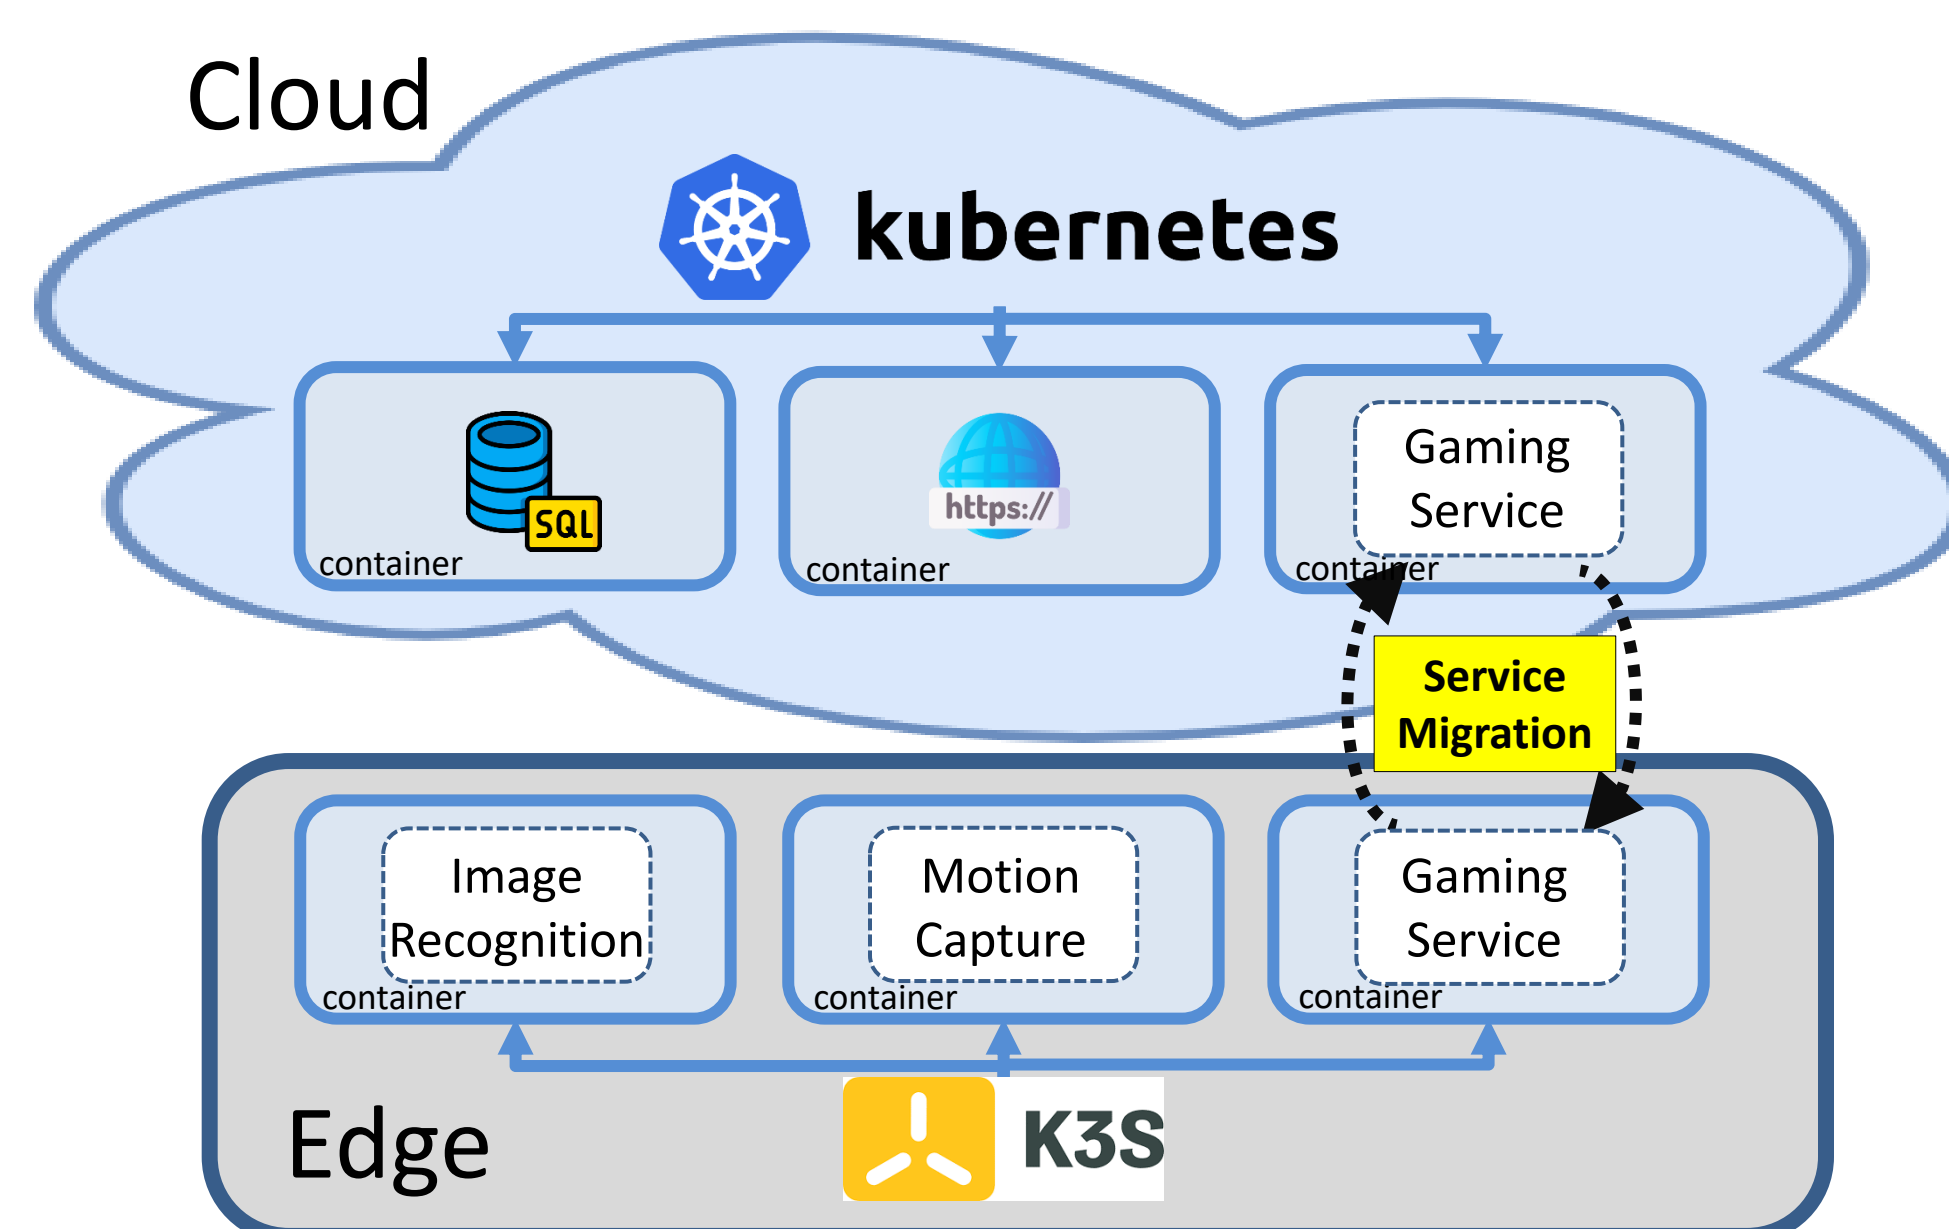 Cloud
kubernetes
SQL
container
https://
container
Gaming
Service
container
Service
Migration
Image
Recognition
container
Motion
Capture
container
Gaming
Service
container
Edge
K3S